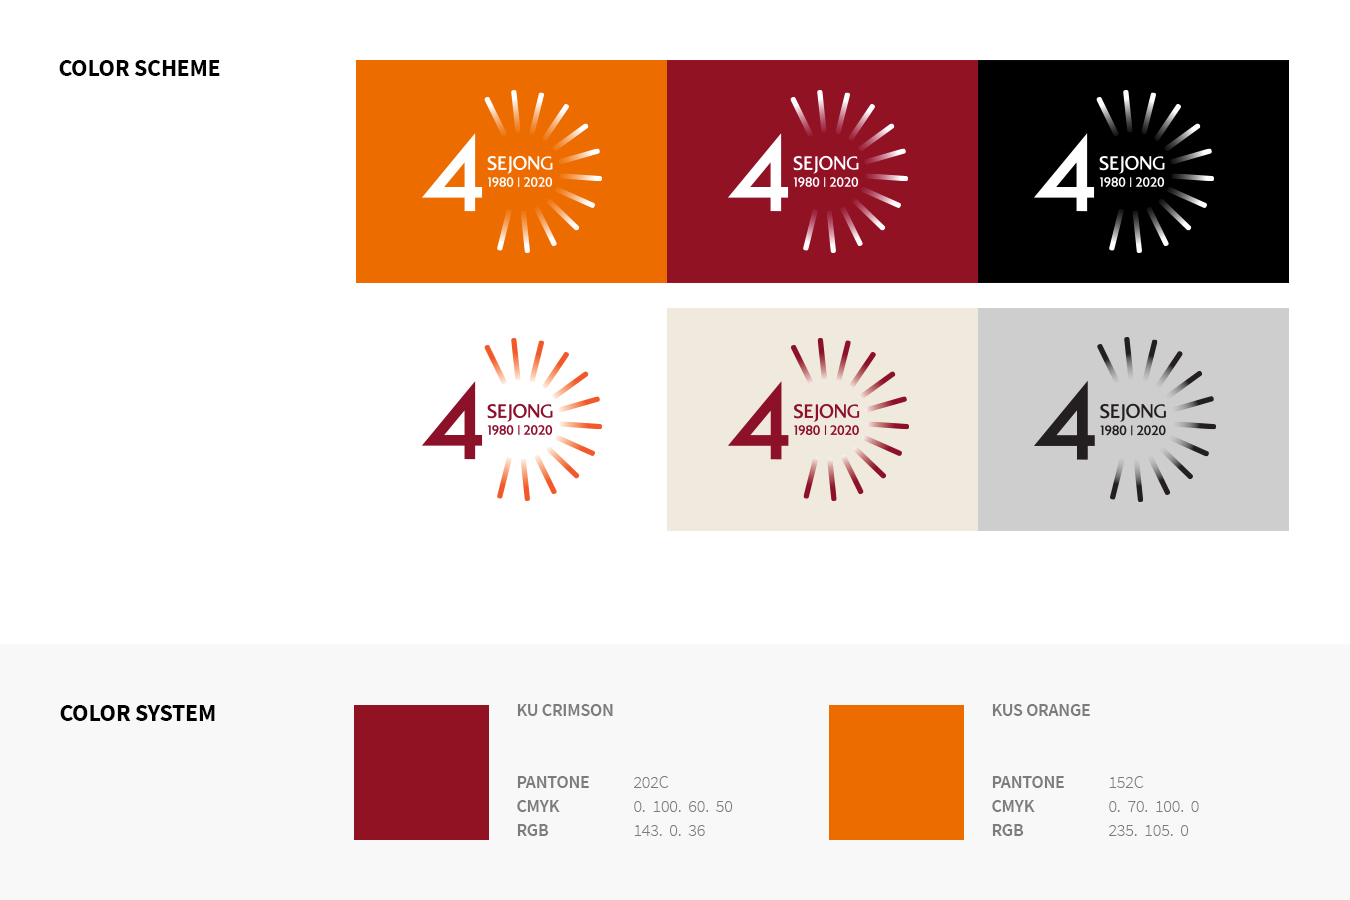 COLOR SCHEME
4 SEJONG
1980 | 2020
4 SEJONG
1980 | 2020
4 SEJONG
1980 | 2020
4 SEJONG
1980 | 2020
4 SEJONG
1980 | 2020
4 SEJONG
1980 | 2020
COLOR SYSTEM
KU CRIMSON
PANTONE 202C
CMYK 0. 100. 60. 50
RGB 143. 0. 36
KUS ORANGE
PANTONE 152C
CMYK 0. 70. 100. 0
RGB 235. 105. 0